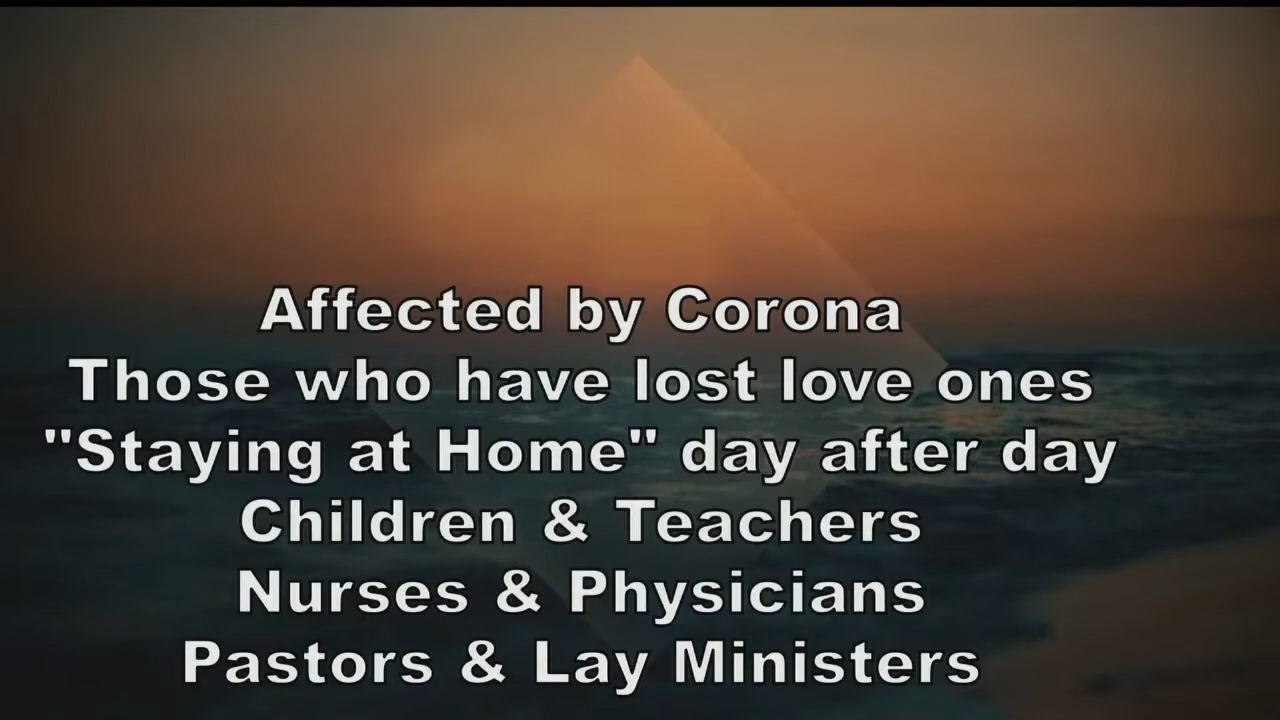 Affected by Corona
Those who have lost love ones
"Staying at Home" day after day
Children & Teachers
Nurses & Physicians
Pastors & Lay Ministers